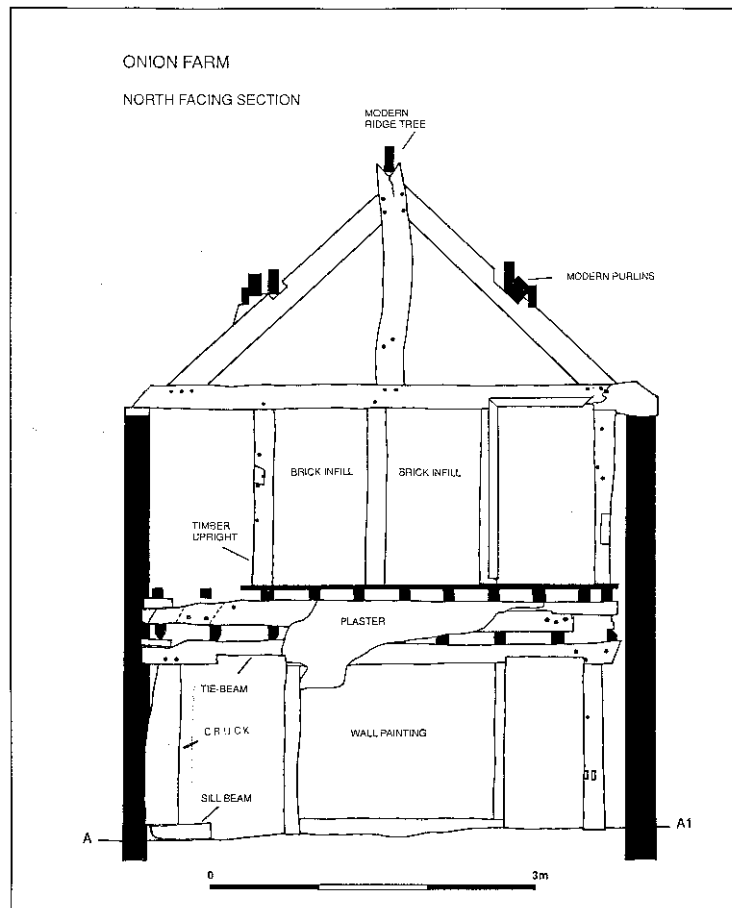 ONION FARM
NORTH FACING SECTION
MODERN
RIDGE TREE
MODERN PURLINS
BRICK INFILL
BRICK INFILL
TIMBER
UPRIGHT
PLASTER
TIE-BEAM
CRUCK
WALL PAINTING
SILL BEAM
A
A1
0
3m